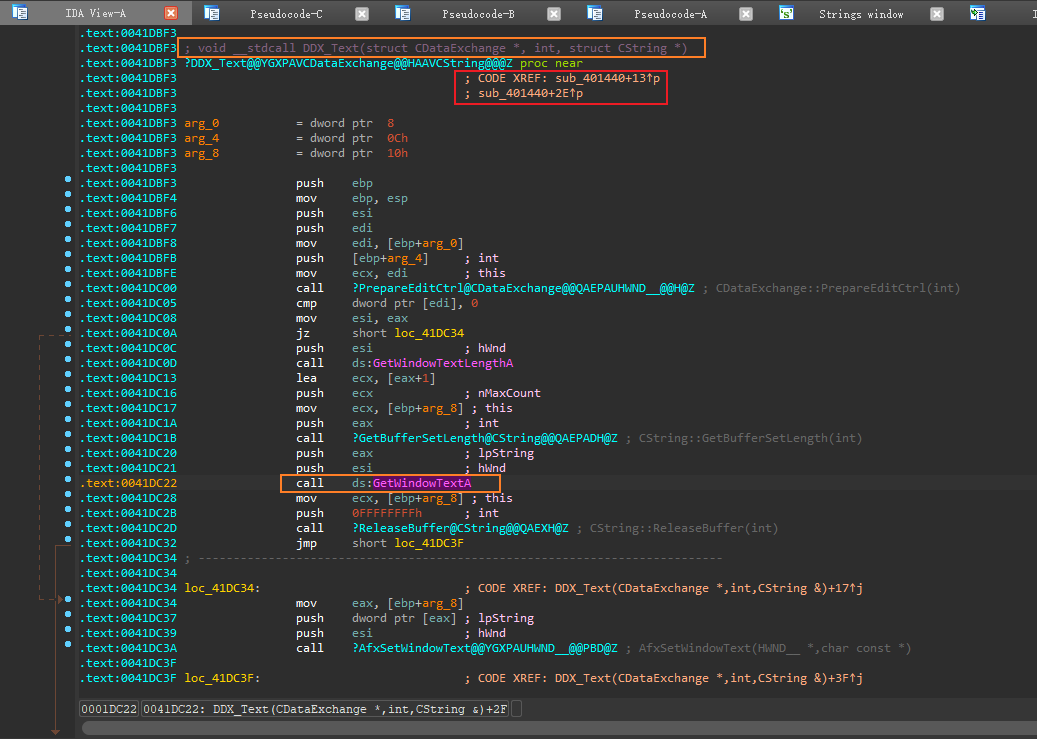 IDA View-A Pseudocode-C Pseudocode-B Pseudocode-A Strings window
.text:0041DBF3
.text:0041DBF3 ; void __stdcall DDX_Text(struct CDataExchange *, int, struct CString *)
.text:0041DBF3 ?DDX_Text@@YGXPAVCDataExchange@@HAAVCString@@@Z proc near
.text:0041DBF3 ; CODE XREF: sub_401440+13↑p
.text:0041DBF3 ; sub_401440+2E↑p
.text:0041DBF3
.text:0041DBF3 arg_0 = dword ptr 8
.text:0041DBF3 arg_4 = dword ptr 0Ch
.text:0041DBF3 arg_8 = dword ptr 10h
.text:0041DBF3
.text:0041DBF3 push ebp
.text:0041DBF4 mov ebp, esp
.text:0041DBF6 push esi
.text:0041DBF7 push edi
.text:0041DBF8 mov edi, [ebp+arg_0]
.text:0041DBFB push [ebp+arg_4] ; int
.text:0041DBFE mov ecx, edi ; this
.text:0041DC00 call ?PrepareEditCtrl@CDataExchange@@QAEPAUHWND__@@H@Z ; CDataExchange::PrepareEditCtrl(int)
.text:0041DC05 cmp dword ptr [edi], 0
.text:0041DC08 mov esi, eax
.text:0041DC0A jz short loc_41DC34
.text:0041DC0C push esi ; hWnd
.text:0041DC0D call ds:GetWindowTextLengthA
.text:0041DC13 lea ecx, [eax+1]
.text:0041DC16 push ecx ; nMaxCount
.text:0041DC17 mov ecx, [ebp+arg_8] ; this
.text:0041DC1A push eax ; int
.text:0041DC1B call ?GetBufferSetLength@CString@@QAEPADH@Z ; CString::GetBufferSetLength(int)
.text:0041DC20 push eax ; lpString
.text:0041DC21 push esi ; hWnd
.text:0041DC22 call ds:GetWindowTextA
.text:0041DC28 mov ecx, [ebp+arg_8] ; this
.text:0041DC2B push 0FFFFFFFFh ; int
.text:0041DC2D call ?ReleaseBuffer@CString@@QAEXH@Z ; CString::ReleaseBuffer(int)
.text:0041DC32 jmp short loc_41DC3F
.text:0041DC34 ; ---------------------------------------------------------------------------
.text:0041DC34
.text:0041DC34 loc_41DC34: ; CODE XREF: DDX_Text(CDataExchange *,int,CString &)+17↑j
.text:0041DC34 mov eax, [ebp+arg_8]
.text:0041DC37 push dword ptr [eax] ; lpString
.text:0041DC39 push esi ; hWnd
.text:0041DC3A call ?AfxSetWindowText@@YGXPAUHWND__@@PBD@Z ; AfxSetWindowText(HWND__ *,char const *)
.text:0041DC3F
.text:0041DC3F loc_41DC3F: ; CODE XREF: DDX_Text(CDataExchange *,int,CString &)+3F↑j
0001DC22 0041DC22: DDX_Text(CDataExchange *,int,CString &)+2F